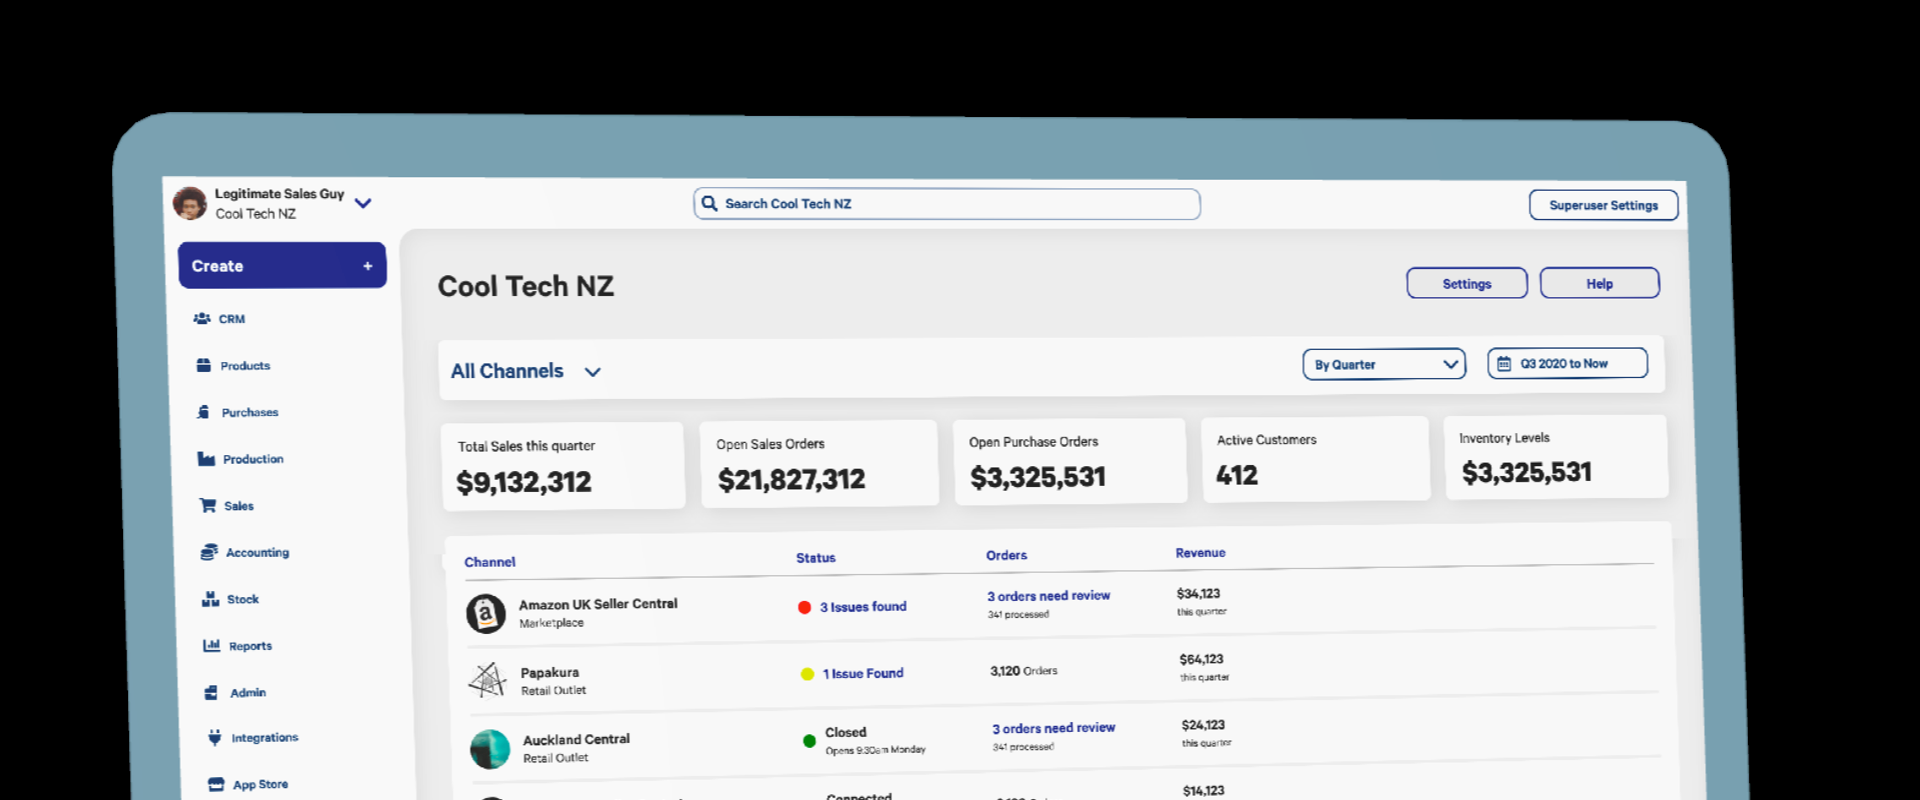 Legitimate Sales Guy
Cool Tech NZ
Search Cool Tech NZ
Superuser Settings
Create +
CRM
Products
Purchases
Production
Sales
Accounting
Stock
Reports
Admin
Integrations
App Store
Cool Tech NZ
Settings
Help
All Channels
By Quarter
Q3 2020 to Now
Total Sales this quarter
$9,132,312
Open Sales Orders
$21,827,312
Open Purchase Orders
$3,325,531
Active Customers
412
Inventory Levels
$3,325,531
Channel Status Orders Revenue
Amazon UK Seller Central
Marketplace
3 Issues found
3 orders need review
341 processed
$34,123
this quarter
Papakura
Retail Outlet
1 Issue Found
3,120 Orders
$64,123
this quarter
Auckland Central
Retail Outlet
Closed
Opens 9:30am Monday
3 orders need review
341 processed
$24,123
this quarter
Connected
$14,123